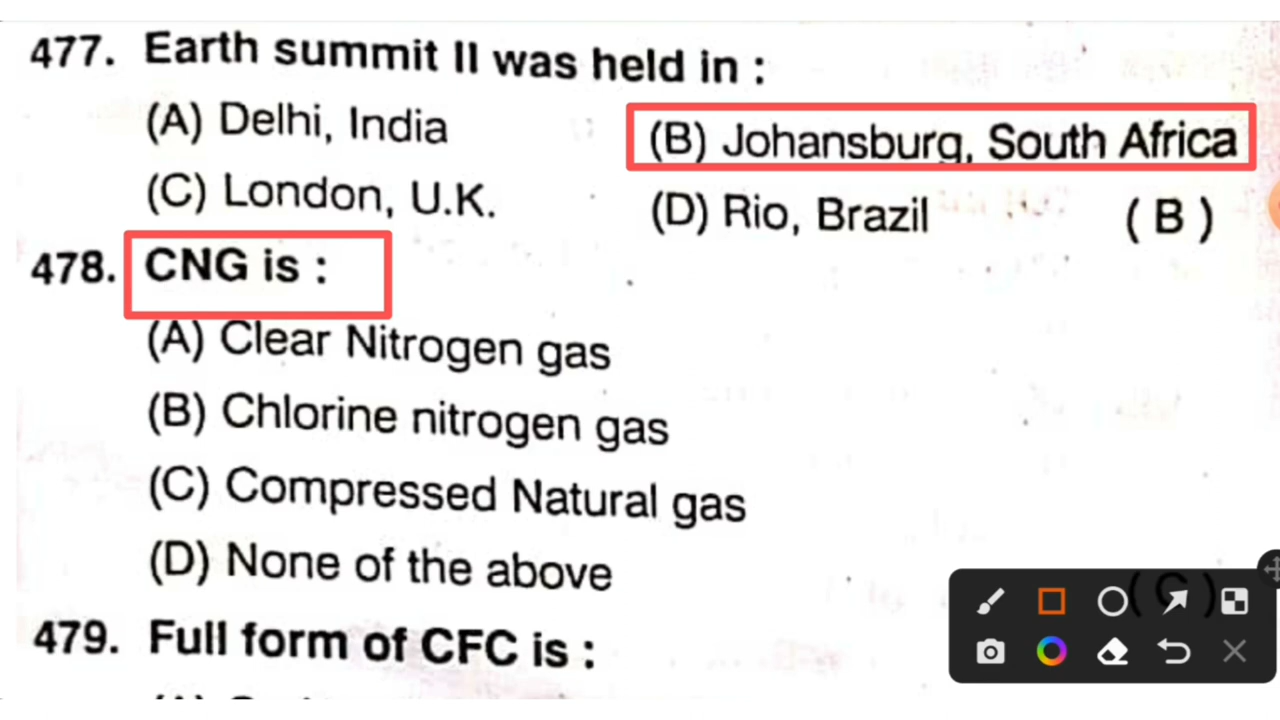 477. Earth summit II was held in :
(A) Delhi, India (B) Johansburg, South Africa
(C) London, U.K. (D) Rio, Brazil ( B )
478. CNG is :
(A) Clear Nitrogen gas
(B) Chlorine nitrogen gas
(C) Compressed Natural gas
(D) None of the above
( C )
479. Full form of CFC is :